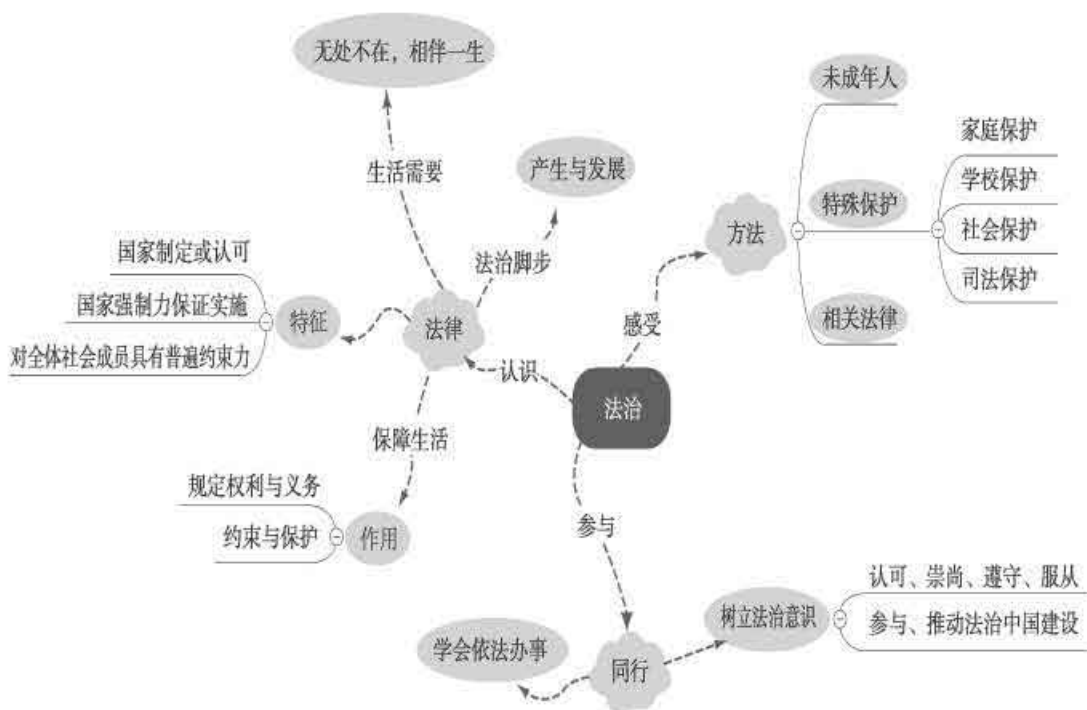 无处不在，相伴一生
生活需要
产生与发展
法治脚步
国家制定或认可
国家强制力保证实施
对全体社会成员具有普遍约束力
特征
法律
认识
保障生活
规定权利与义务
约束与保护
作用
法治
感受
方法
未成年人
特殊保护
家庭保护
学校保护
社会保护
司法保护
相关法律
参与
同行
学会依法办事
树立法治意识
认可、崇尚、遵守、服从
参与、推动法治中国建设